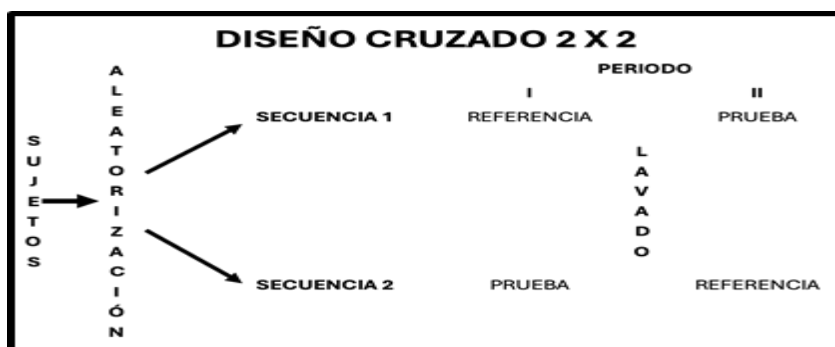 DISEÑO CRUZADO 2 X 2
SUJETOS
ALEATORIZACIÓN
PERIODO
I II
SECUENCIA 1 REFERENCIA PRUEBA
LAVADO
SECUENCIA 2 PRUEBA REFERENCIA